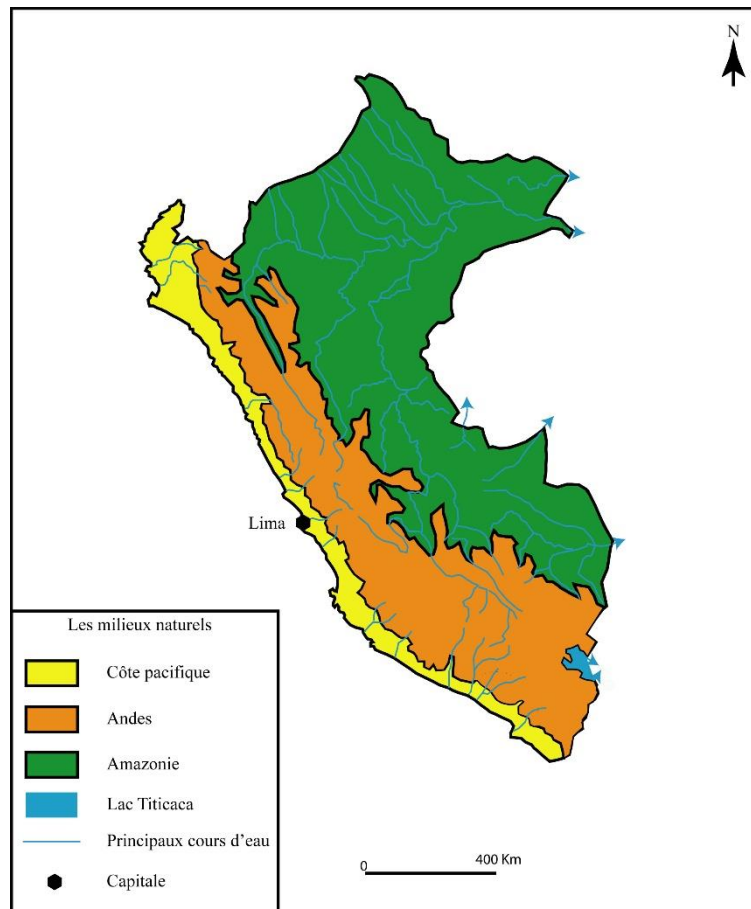 N
Lima
Les milieux naturels
Côte pacifique
Andes
Amazonie
Lac Titicaca
Principaux cours d'eau
Capitale
0 400 Km